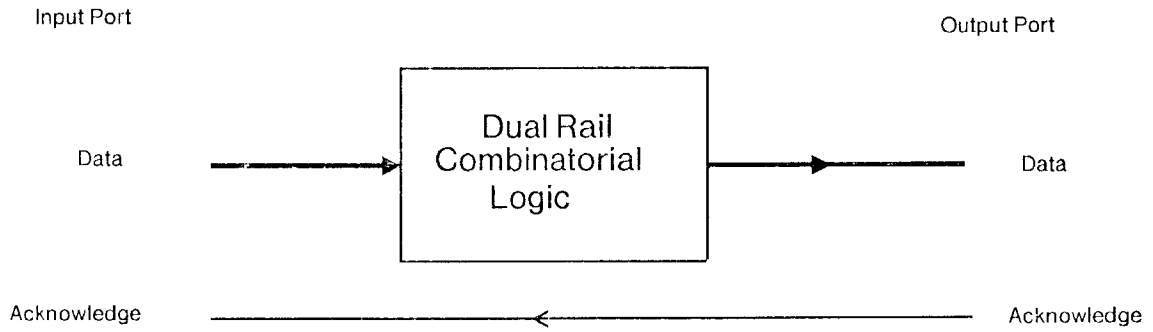 Input Port
Output Port
Dual Rail
Combinatorial
Logic
Data
Data
Acknowledge
Acknowledge